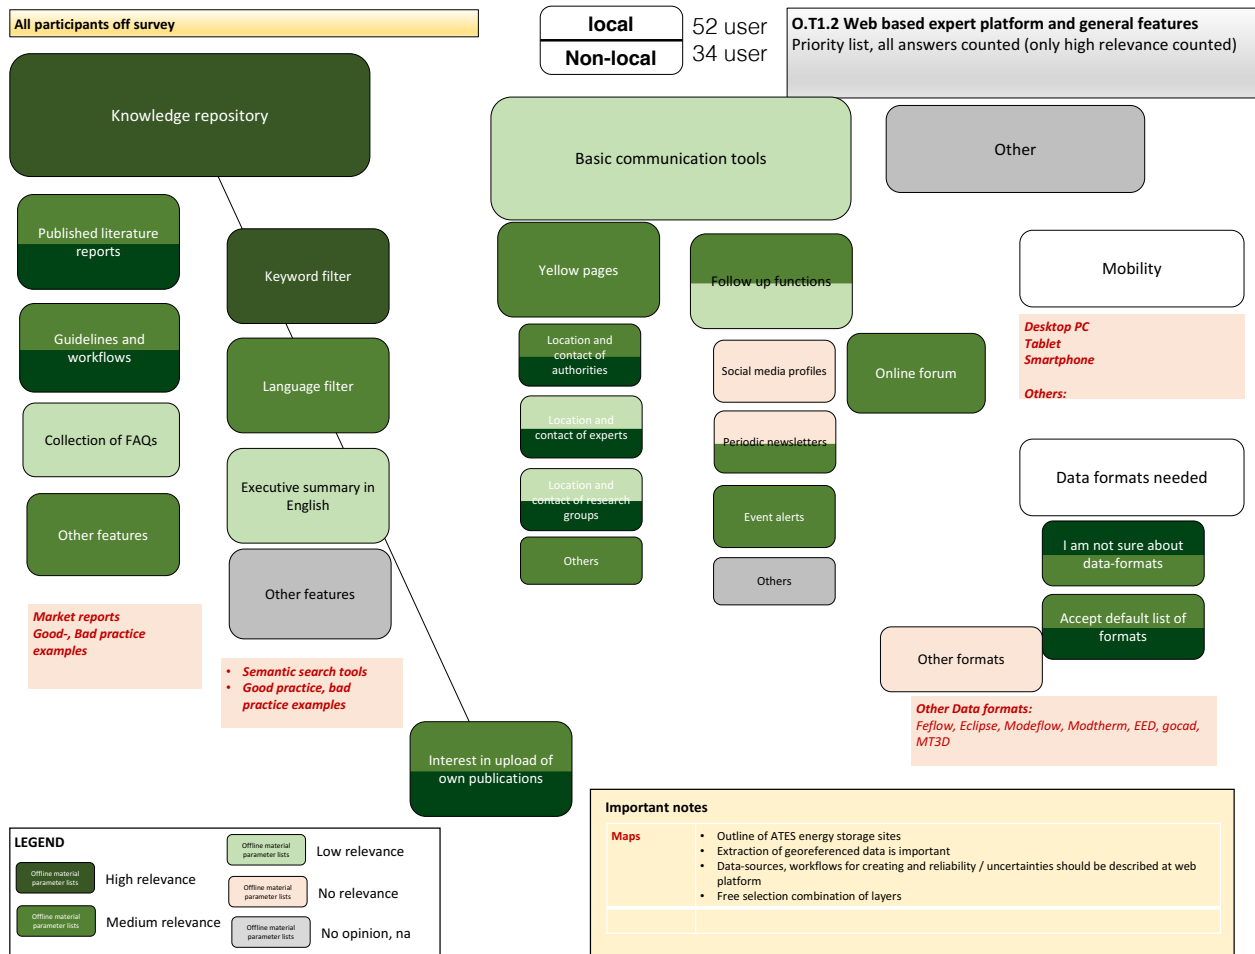 All participants off survey
local
52 user
Non-local
34 user
O.T1.2 Web based expert platform and general features
Priority list, all answers counted (only high relevance counted)
Knowledge repository
Published literature
reports
Guidelines and
workflows
Collection of FAQs
Other features
Market reports
Good-, Bad practice
examples
Keyword filter
Language filter
Executive summary in
English
Other features
• Semantic search tools
• Good practice, bad
practice examples
Interest in upload of
own publications
Basic communication tools
Yellow pages
Location and
contact of
authorities
Location and
contact of experts
Location and
contact of research
groups
Others
Follow up functions
Social media profiles
Periodic newsletters
Event alerts
Others
Online forum
Other
Mobility
Desktop PC
Tablet
Smartphone
Others:
Data formats needed
I am not sure about
data-formats
Accept default list of
formats
Other formats
Other Data formats:
Feflow, Eclipse, Modeflow, Modtherm, EED, gocad,
MT3D
LEGEND
Offline material
parameter lists
High relevance
Offline material
parameter lists
Medium relevance
Offline material
parameter lists
Low relevance
Offline material
parameter lists
No relevance
Offline material
parameter lists
No opinion, na
Important notes
Maps
• Outline of ATES energy storage sites
• Extraction of georeferenced data is important
• Data-sources, workflows for creating and reliability / uncertainties should be described at web
platform
• Free selection combination of layers